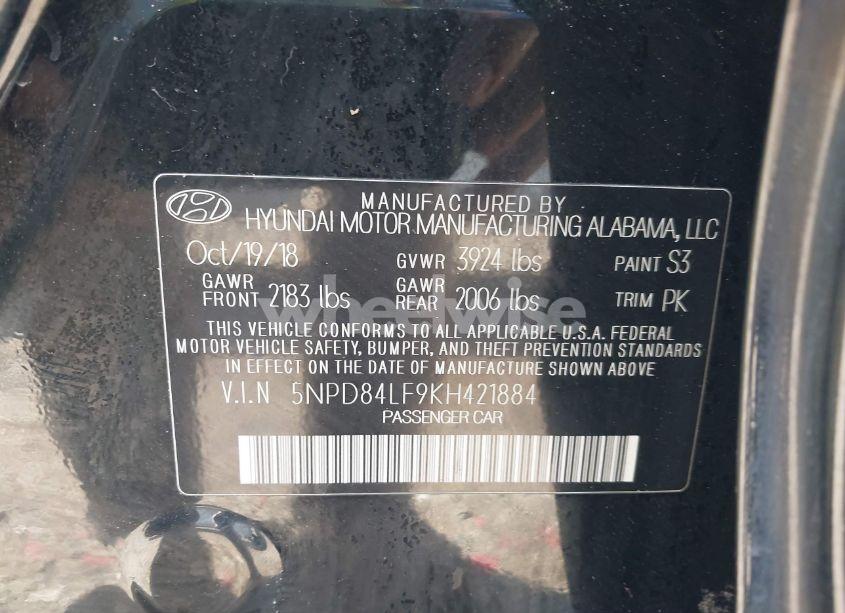 MANUFACTURED BY
HYUNDAI MOTOR MANUFACTURING ALABAMA, LLC
Oct/19/18 GVWR 3924 lbs PAINT S3
GAWR FRONT 2183 lbs GAWR REAR 2006 lbs TRIM PK
THIS VEHICLE CONFORMS TO ALL APPLICABLE U.S.A. FEDERAL
MOTOR VEHICLE SAFETY, BUMPER, AND THEFT PREVENTION STANDARDS
IN EFFECT ON THE DATE OF MANUFACTURE SHOWN ABOVE
V.I.N 5NPD84LF9KH421884
PASSENGER CAR
wheelwise